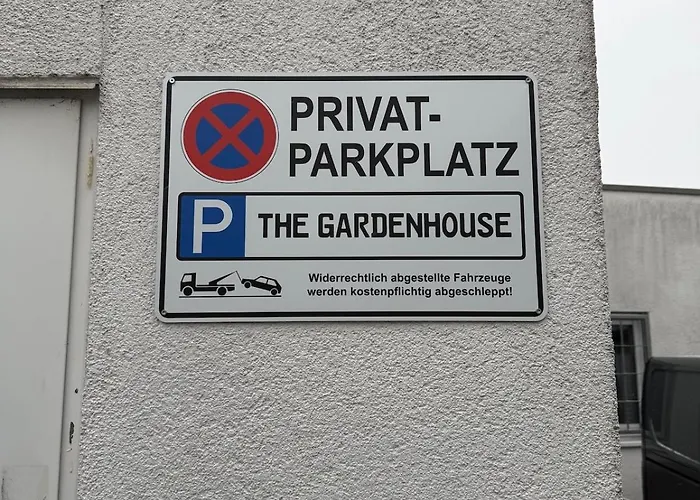 PRIVAT-
PARKPLATZ
P THE GARDENHOUSE
Widerrechtlich abgestellte Fahrzeuge
werden kostenpflichtig abgeschleppt!